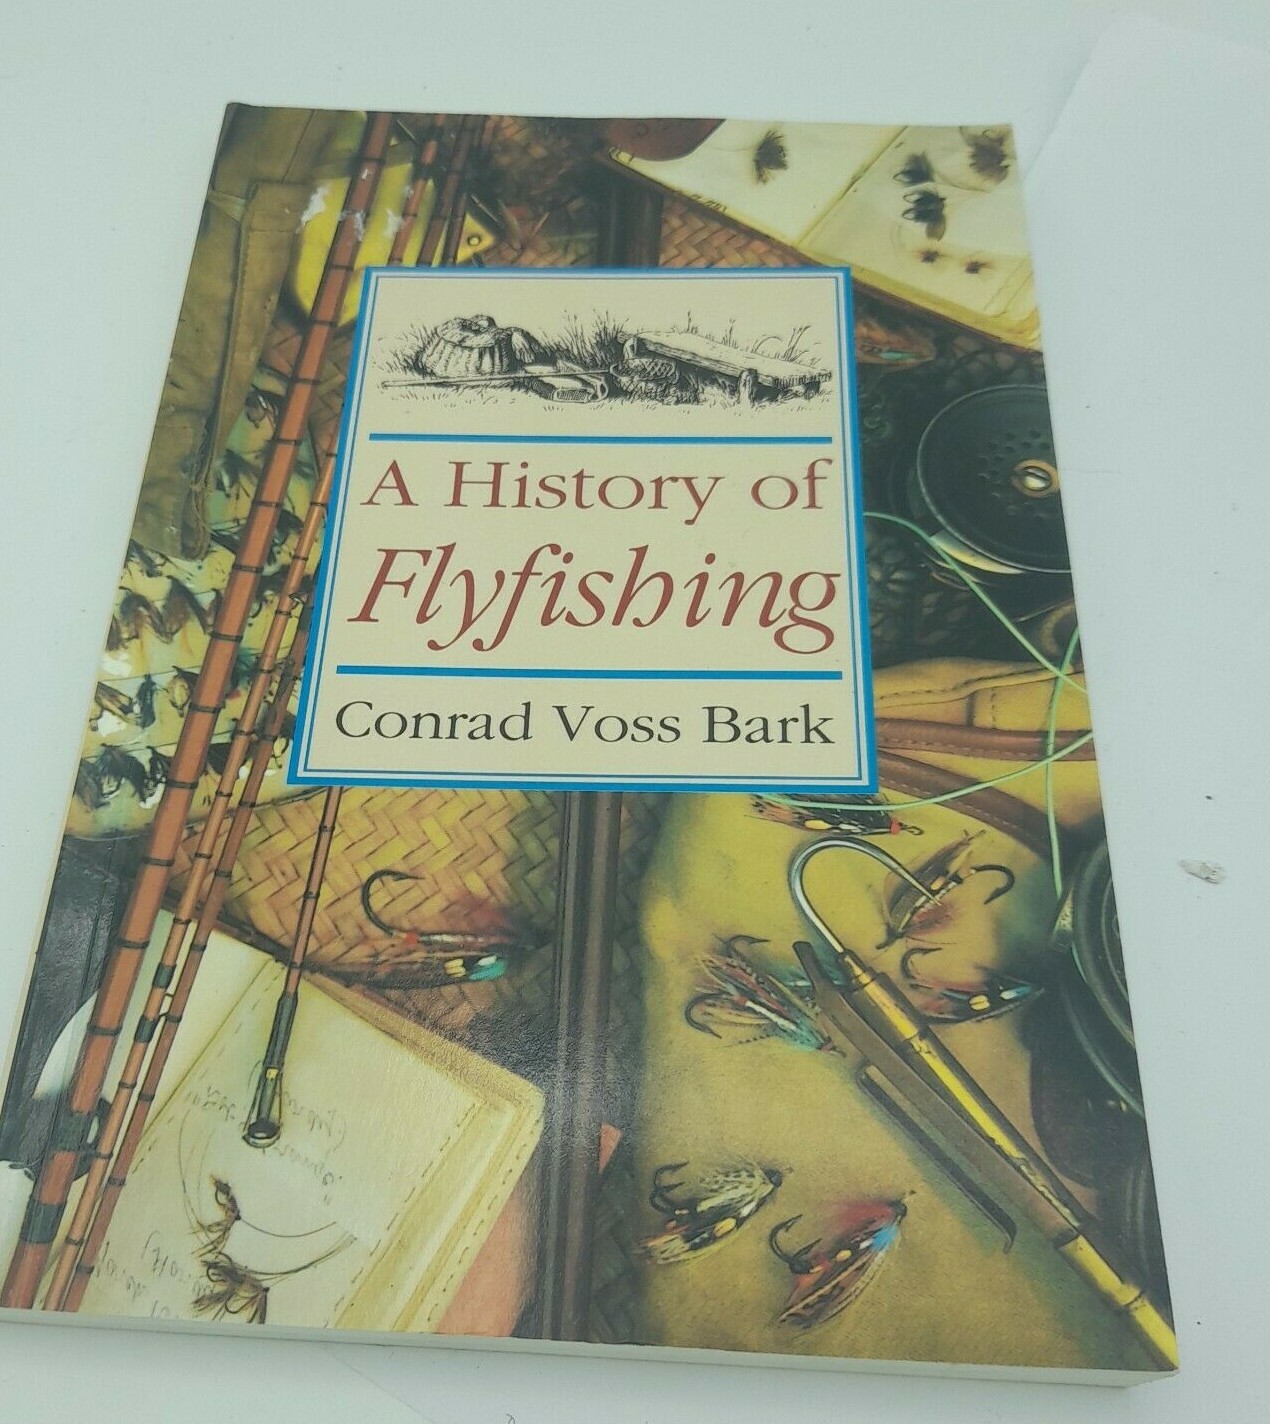 A History of
Flyfishing
Conrad Voss Bark